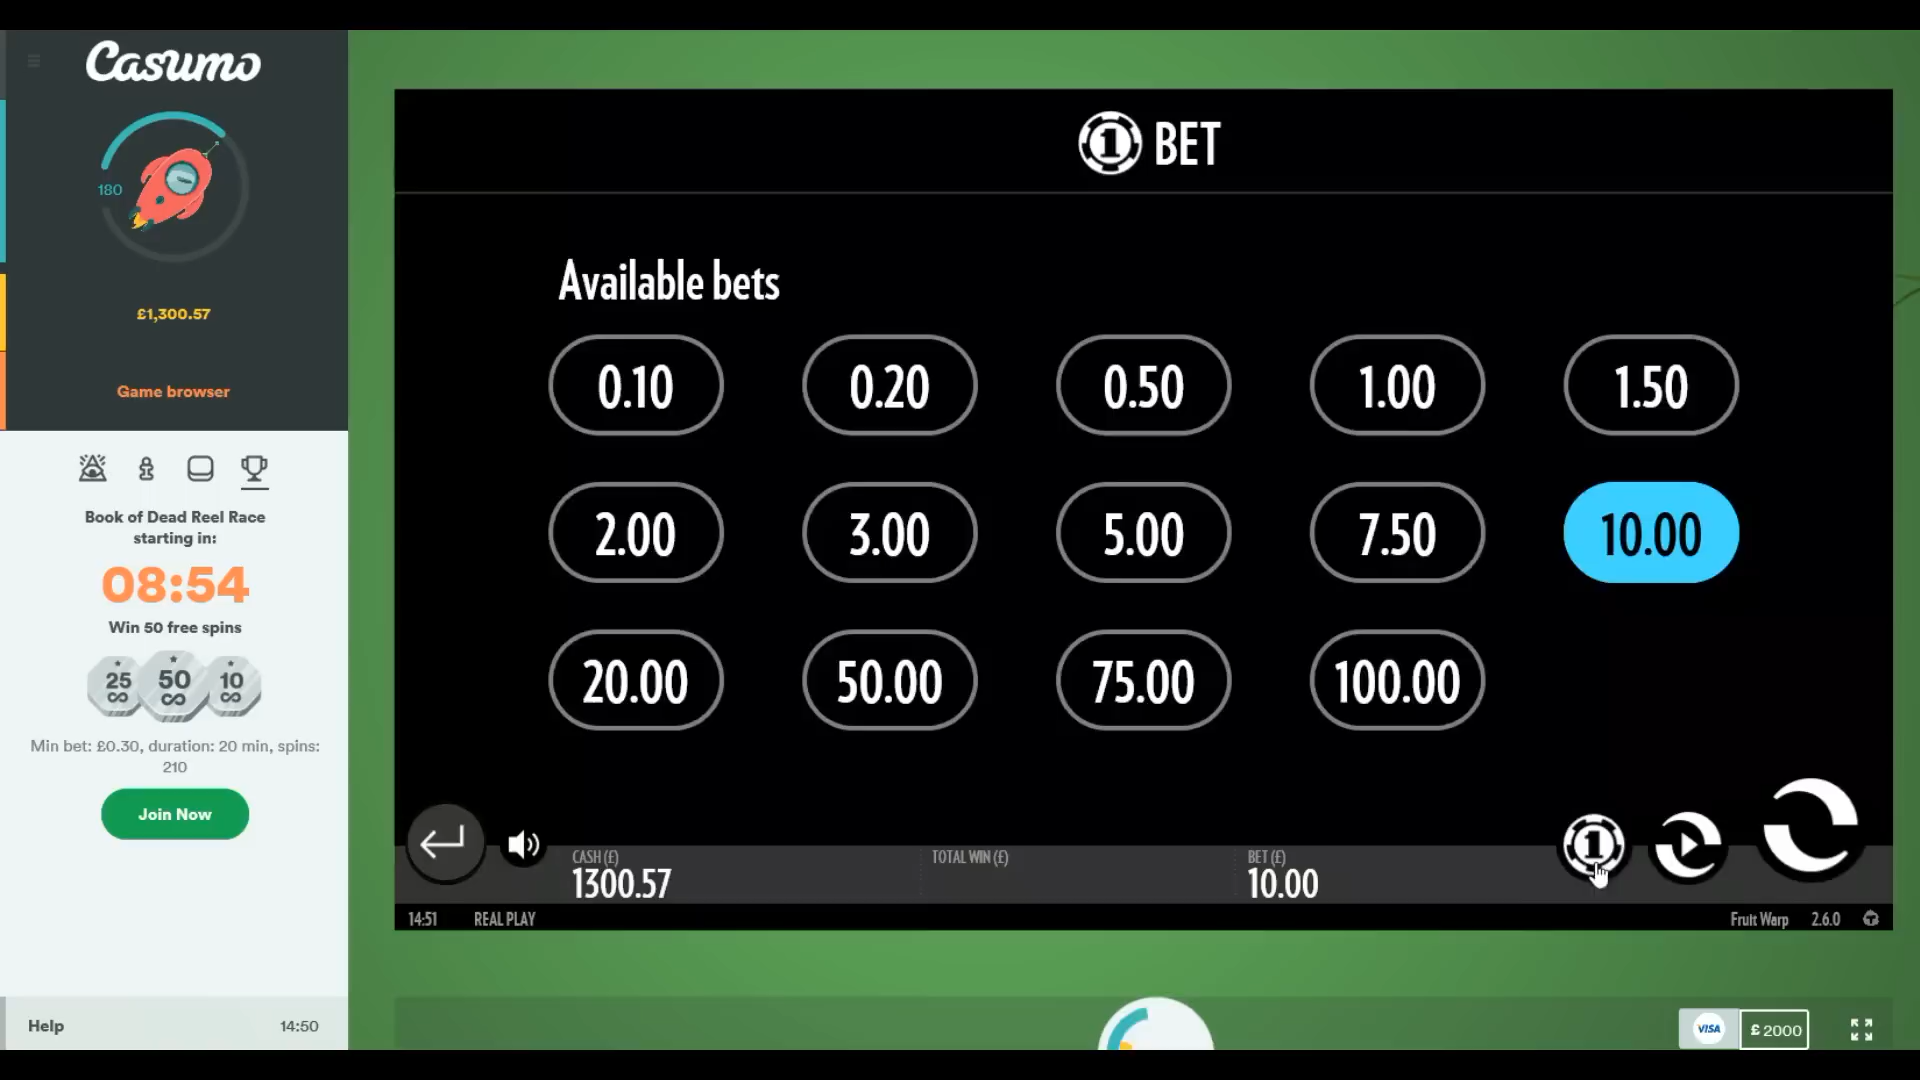 Casumo
180
£1,300.57
Game browser
Book of Dead Reel Race
starting in:
08:54
Win 50 free spins
25 50 10
Min bet: £0.30, duration: 20 min, spins:
210
Join Now
Help 14:50
1 BET
Available bets
0.10 0.20 0.50 1.00 1.50
2.00 3.00 5.00 7.50 10.00
20.00 50.00 75.00 100.00
1
CASH (£) TOTAL WIN (£) BET (£)
1300.57 10.00
14:51 REAL PLAY Fruit Warp 2.6.0
VISA £ 2000